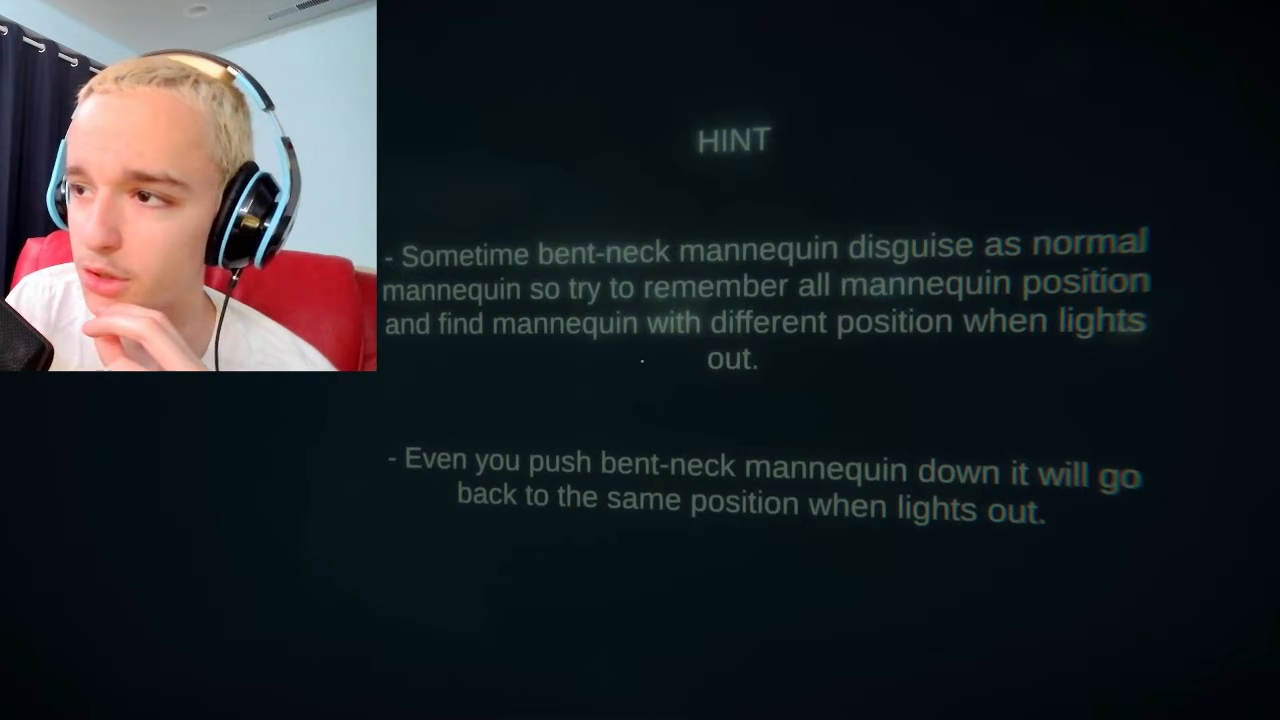 HINT
- Sometime bent-neck mannequin disguise as normal
mannequin so try to remember all mannequin position
and find mannequin with different position when lights
out.
- Even you push bent-neck mannequin down it will go
back to the same position when lights out.